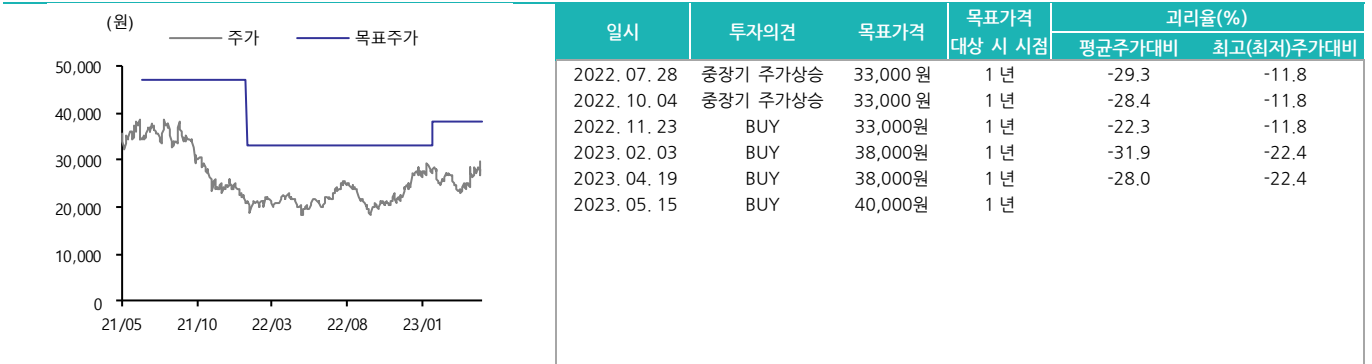 (원)
주가 목표주가
50,000
40,000
30,000
20,000
10,000
0
21/05 21/10 22/03 22/08 23/01
일시 투자의견 목표가격 목표가격 대상 시 시점 괴리율(%)
평균주가대비 최고(최저)주가대비
2022. 07. 28 중장기 주가상승 33,000 원 1 년 -29.3 -11.8
2022. 10. 04 중장기 주가상승 33,000 원 1 년 -28.4 -11.8
2022. 11. 23 BUY 33,000원 1 년 -22.3 -11.8
2023. 02. 03 BUY 38,000원 1 년 -31.9 -22.4
2023. 04. 19 BUY 38,000원 1 년 -28.0 -22.4
2023. 05. 15 BUY 40,000원 1 년